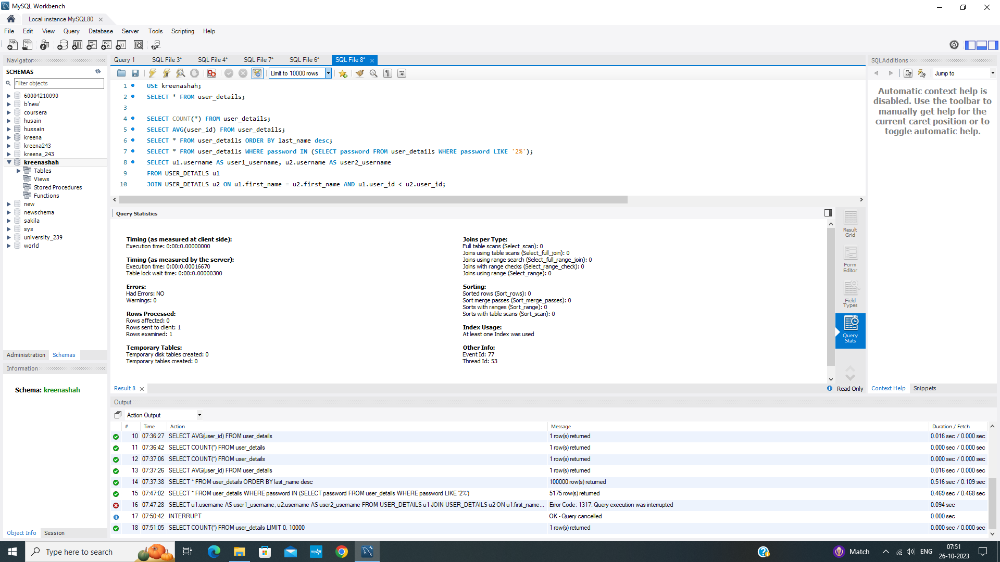 MySQL Workbench
Local instance MySQL80
File Edit View Query Database Server Tools Scripting Help
Navigator
SCHEMAS
Filter objects
60004210090
b'new'
coursera
husain
hussain
kreena
kreena243
kreena_243
kreenashah
Tables
Views
Stored Procedures
Functions
new
newschema
sakila
sys
university_239
world
Administration Schemas
Information
Schema: kreenashah
Object Info Session
Query 1 SQL File 3* SQL File 4* SQL File 7* SQL File 6* SQL File 8*
Limit to 10000 rows
1 USE kreenashah;
2 SELECT * FROM user_details;
3
4 SELECT COUNT(*) FROM user_details;
5 SELECT AVG(user_id) FROM user_details;
6 SELECT * FROM user_details ORDER BY last_name desc;
7 SELECT * FROM user_details WHERE password IN (SELECT password FROM user_details WHERE password LIKE '2%');
8 SELECT u1.username AS user1_username, u2.username AS user2_username
9 FROM USER_DETAILS u1
10 JOIN USER_DETAILS u2 ON u1.first_name = u2.first_name AND u1.user_id < u2.user_id;
Query Statistics
Timing (as measured at client side):
Execution time: 0:00:0.00000000
Timing (as measured by the server):
Execution time: 0:00:0.00016670
Table lock wait time: 0:00:0.00000300
Errors:
Had Errors: NO
Warnings: 0
Rows Processed:
Rows affected: 0
Rows sent to client: 1
Rows examined: 1
Temporary Tables:
Temporary disk tables created: 0
Temporary tables created: 0
Joins per Type:
Full table scans (Select_scan): 0
Joins using table scans (Select_full_join): 0
Joins using range search (Select_full_range_join): 0
Joins with range checks (Select_range_check): 0
Joins using range (Select_range): 0
Sorting:
Sorted rows (Sort_rows): 0
Sort merge passes (Sort_merge_passes): 0
Sorts with ranges (Sort_range): 0
Sorts with table scans (Sort_scan): 0
Index Usage:
At least one Index was used
Other Info:
Event Id: 77
Thread Id: 53
Result
Grid
Form
Editor
Field
Types
Query
Stats
Result 8
Read Only
SQLAdditions
Jump to
Automatic context help is
disabled. Use the toolbar to
manually get help for the
current caret position or to
toggle automatic help.
Context Help Snippets
Output
Action Output
# Time Action Message Duration / Fetch
10 07:36:27 SELECT AVG(user_id) FROM user_details 1 row(s) returned 0.016 sec / 0.000 sec
11 07:36:42 SELECT COUNT(*) FROM user_details 1 row(s) returned 0.000 sec / 0.000 sec
12 07:37:06 SELECT COUNT(*) FROM user_details 1 row(s) returned 0.000 sec / 0.000 sec
13 07:37:26 SELECT AVG(user_id) FROM user_details 1 row(s) returned 0.016 sec / 0.000 sec
14 07:37:38 SELECT * FROM user_details ORDER BY last_name desc 100000 row(s) returned 0.516 sec / 0.109 sec
15 07:47:02 SELECT * FROM user_details WHERE password IN (SELECT password FROM user_details WHERE password LIKE '2%') 5175 row(s) returned 0.469 sec / 0.468 sec
16 07:47:28 SELECT u1.username AS user1_username, u2.username AS user2_username FROM USER_DETAILS u1 JOIN USER_DETAILS u2 ON u1.first_name... Error Code: 1317. Query execution was interrupted 0.094 sec
17 07:50:42 INTERRUPT OK - Query cancelled 0.000 sec
18 07:51:05 SELECT COUNT(*) FROM user_details LIMIT 0, 10000 1 row(s) returned 0.000 sec / 0.000 sec
Type here to search
myhp
Match
ENG
07:51
26-10-2023